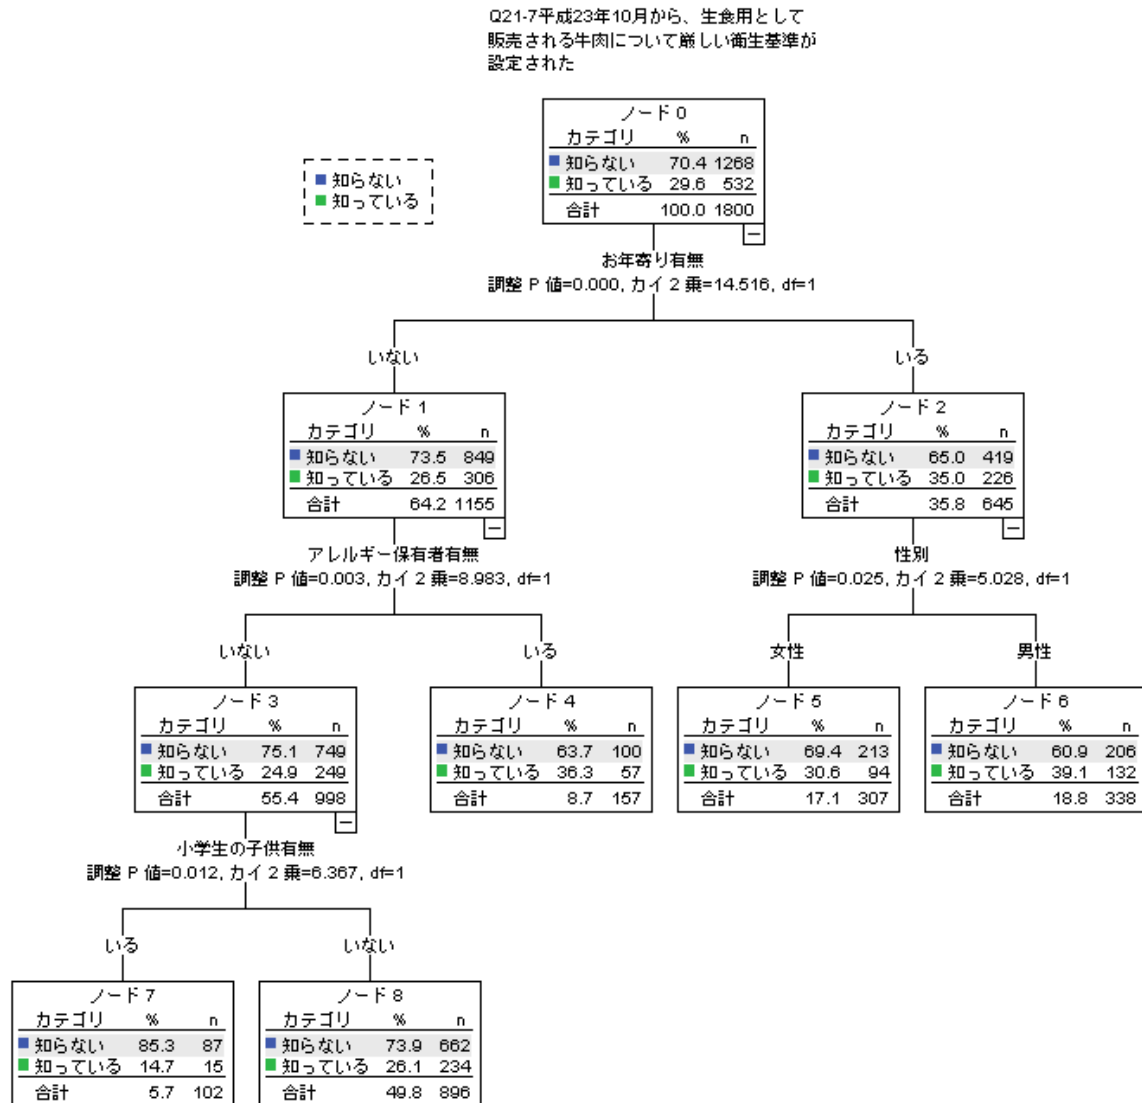 Q21-7平成23年10月から、生食用として
販売される牛肉について厳しい衛生基準が
設定された
ノード 0
カテゴリ % n
知らない 70.4 1268
知っている 29.6 532
合計 100.0 1800
知らない
知っている
お年寄り有無
調整 P 値=0.000, カイ 2 乗=14.516, df=1
いない
いる
ノード 1
カテゴリ % n
知らない 73.5 849
知っている 26.5 306
合計 64.2 1155
ノード 2
カテゴリ % n
知らない 65.0 419
知っている 35.0 226
合計 35.8 645
アレルギー保有者有無
調整 P 値=0.003, カイ 2 乗=8.983, df=1
性別
調整 P 値=0.025, カイ 2 乗=5.028, df=1
いない
いる
女性
男性
ノード 3
カテゴリ % n
知らない 75.1 749
知っている 24.9 249
合計 55.4 998
ノード 4
カテゴリ % n
知らない 63.7 100
知っている 36.3 57
合計 8.7 157
ノード 5
カテゴリ % n
知らない 69.4 213
知っている 30.6 94
合計 17.1 307
ノード 6
カテゴリ % n
知らない 60.9 206
知っている 39.1 132
合計 18.8 338
小学生の子供有無
調整 P 値=0.012, カイ 2 乗=6.367, df=1
いる
いない
ノード 7
カテゴリ % n
知らない 85.3 87
知っている 14.7 15
合計 5.7 102
ノード 8
カテゴリ % n
知らない 73.9 662
知っている 26.1 234
合計 49.8 896